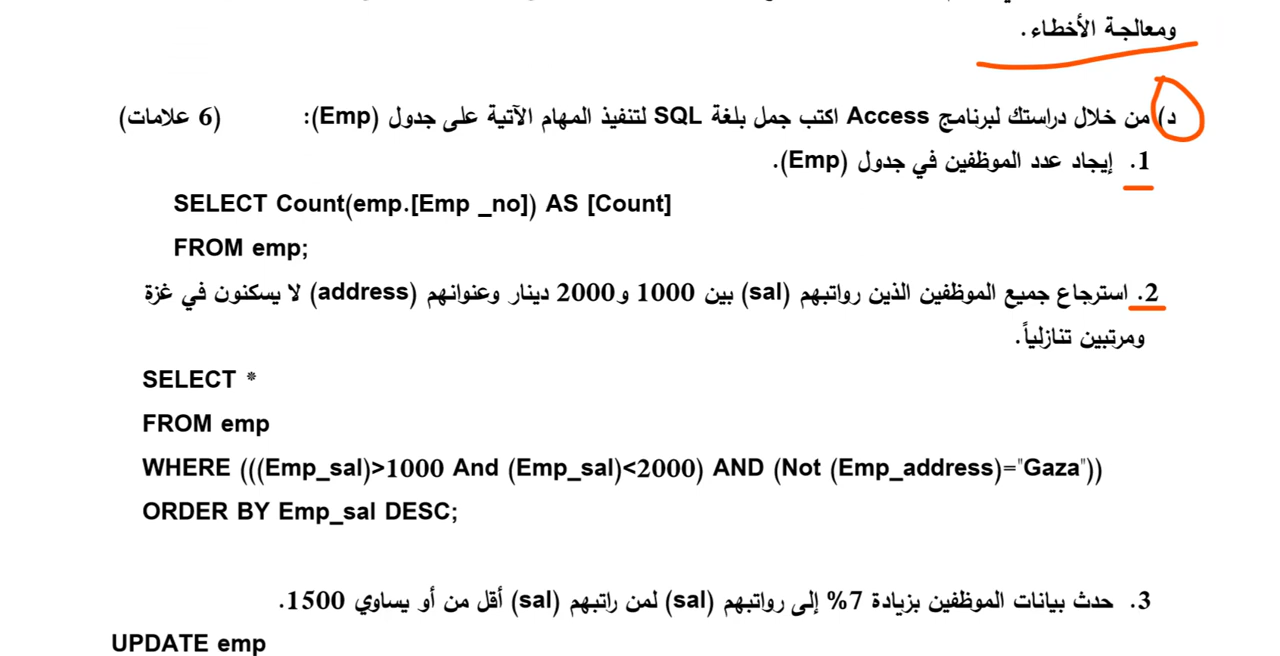 ومعالجة الأخطاء.
د) من خلال دراستك لبرنامج Access اكتب جمل بلغة SQL لتنفيذ المهام الآتية على جدول (Emp): (6 علامات)
1. إيجاد عدد الموظفين في جدول (Emp).
SELECT Count(emp.[Emp _no]) AS [Count]
FROM emp;
2. استرجاع جميع الموظفين الذين رواتبهم (sal) بين 1000 و2000 دينار وعنوانهم (address) لا يسكنون في غزة
ومرتبين تنازلياً.
SELECT *
FROM emp
WHERE (((Emp_sal)>1000 And (Emp_sal)<2000) AND (Not (Emp_address)="Gaza"))
ORDER BY Emp_sal DESC;
3. حدث بيانات الموظفين بزيادة 7% إلى رواتبهم (sal) لمن راتبهم (sal) أقل من أو يساوي 1500.
UPDATE emp